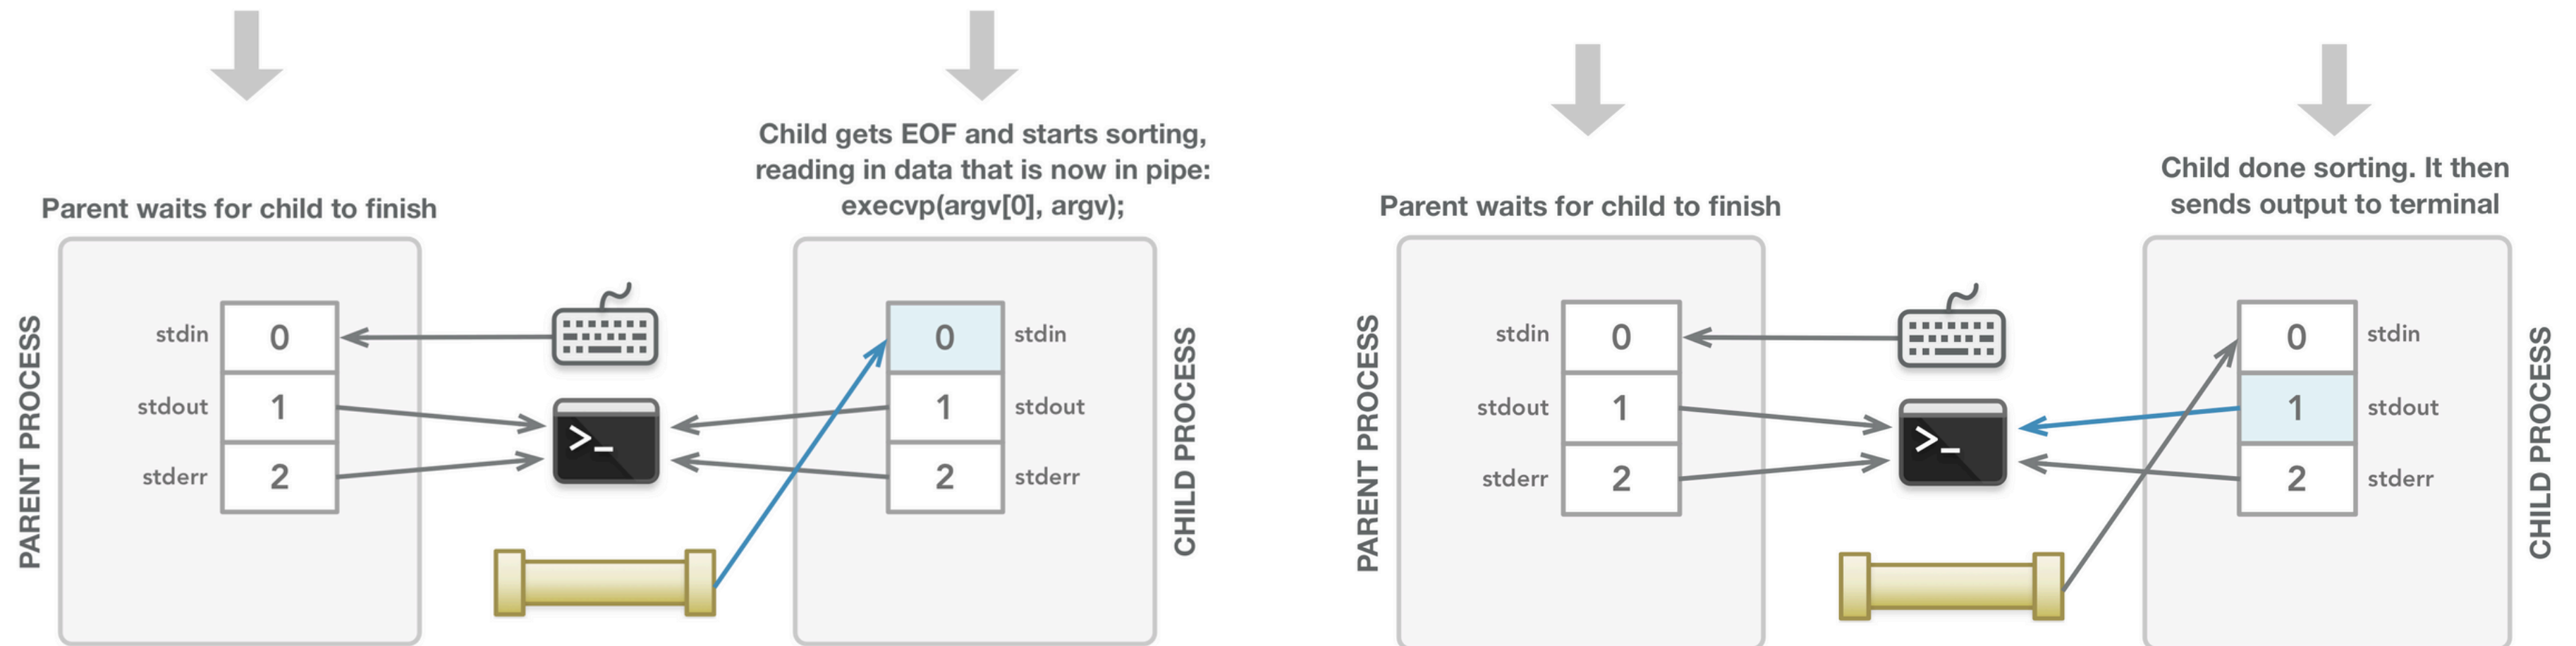 Parent waits for child to finish
Child gets EOF and starts sorting,
reading in data that is now in pipe:
execvp(argv[0], argv);
PARENT PROCESS
stdin
0
stdout
1
stderr
2
>_
0
stdin
1
stdout
2
stderr
CHILD PROCESS
Parent waits for child to finish
Child done sorting. It then
sends output to terminal
PARENT PROCESS
stdin
0
stdout
1
stderr
2
>_
0
stdin
1
stdout
2
stderr
CHILD PROCESS